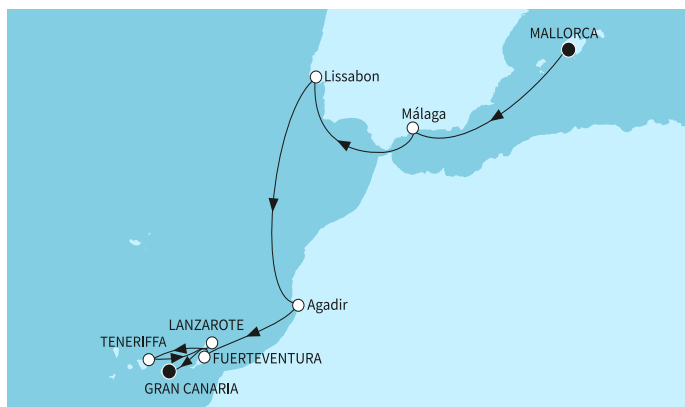 MALLORCA
Lissabon
Málaga
Agadir
LANZAROTE
TENERIFFA
FUERTEVENTURA
GRAN CANARIA